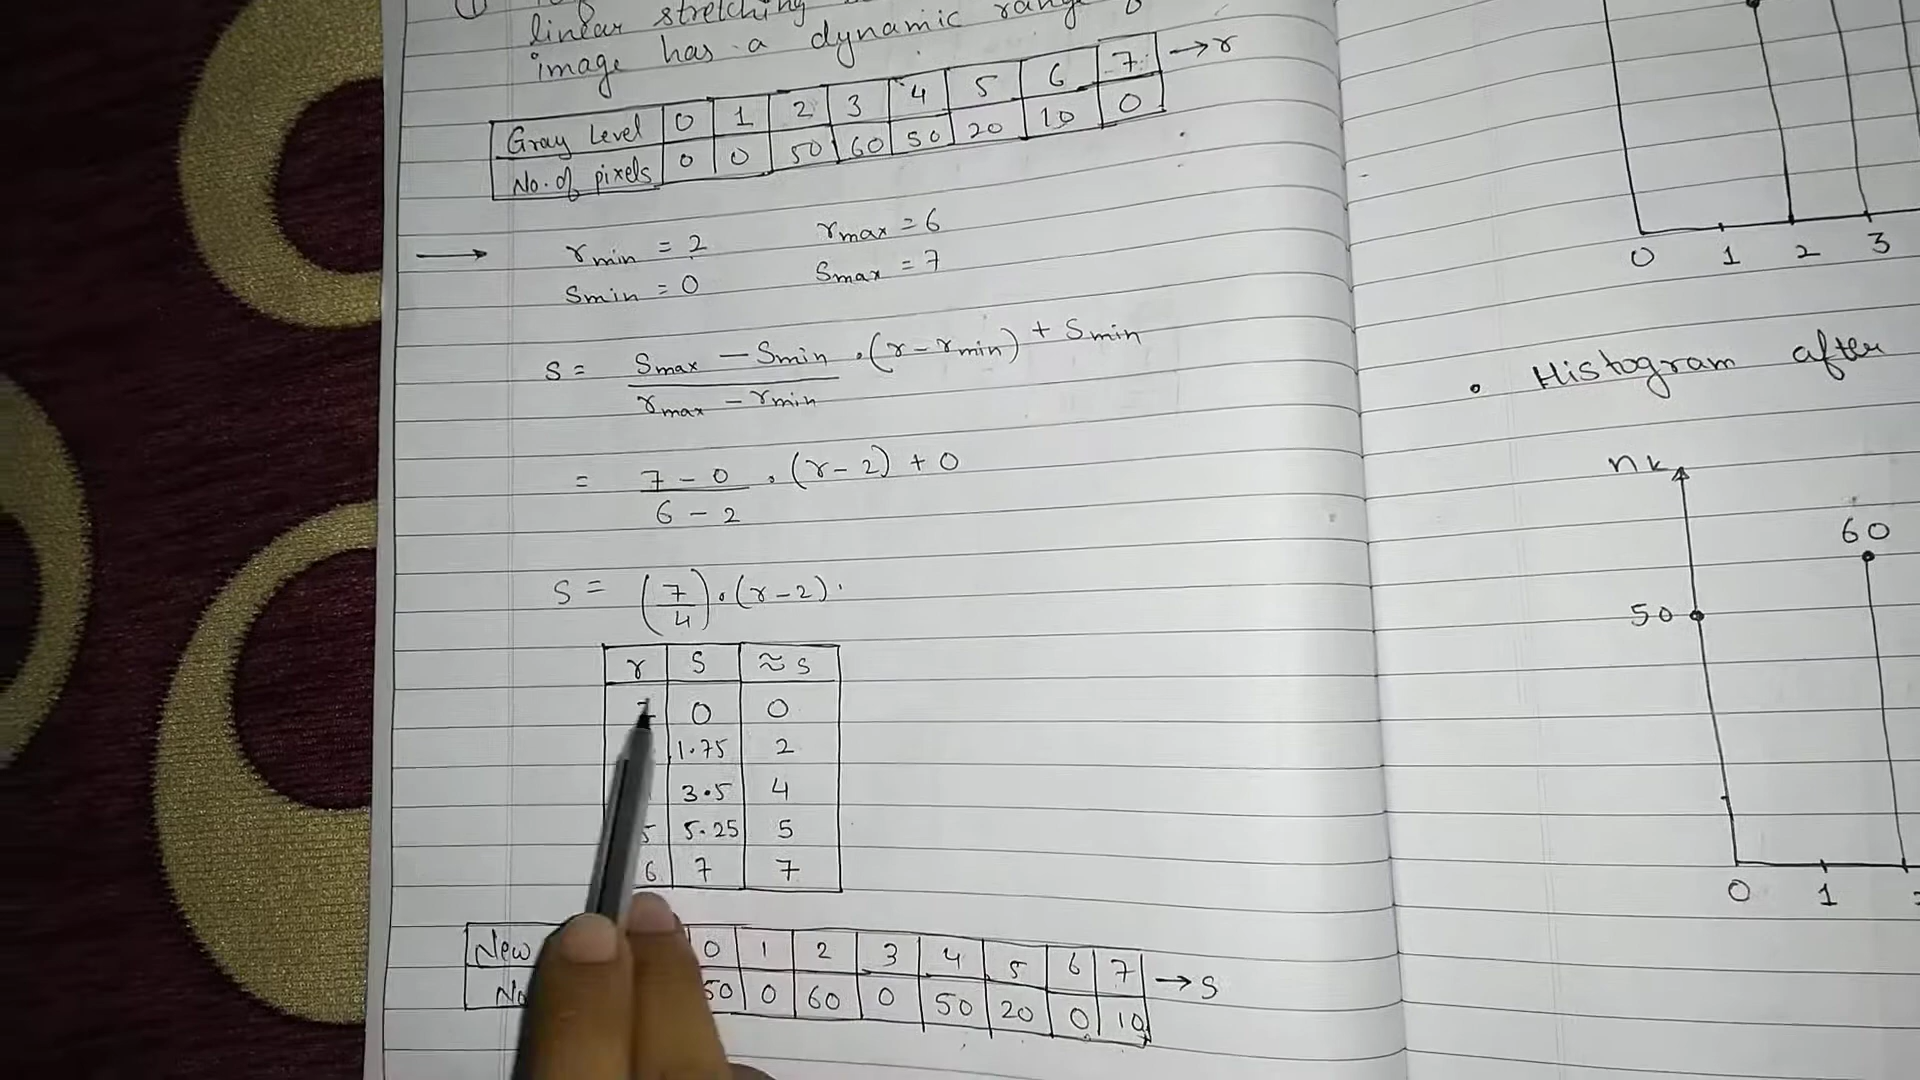 linear stretching
image has a dynamic range
Gray Level 0 1 2 3 4 5 6 7 → r
No. of pixels 0 0 50 60 50 20 10 0
→ rmin = 2 rmax = 6
Smin = 0 Smax = 7
S = Smax - Smin / rmax - rmin . (r - rmin) + Smin
= 7 - 0 / 6 - 2 . (r - 2) + 0
S = (7/4) . (r - 2).
r S ≈ S
0 0
1.75 2
3.5 4
5 5.25 5
6 7 7
New 0 1 2 3 4 5 6 7 → S
No 50 0 60 0 50 20 0 10
0 1 2 3
• Histogram after
nk
60
50
0 1